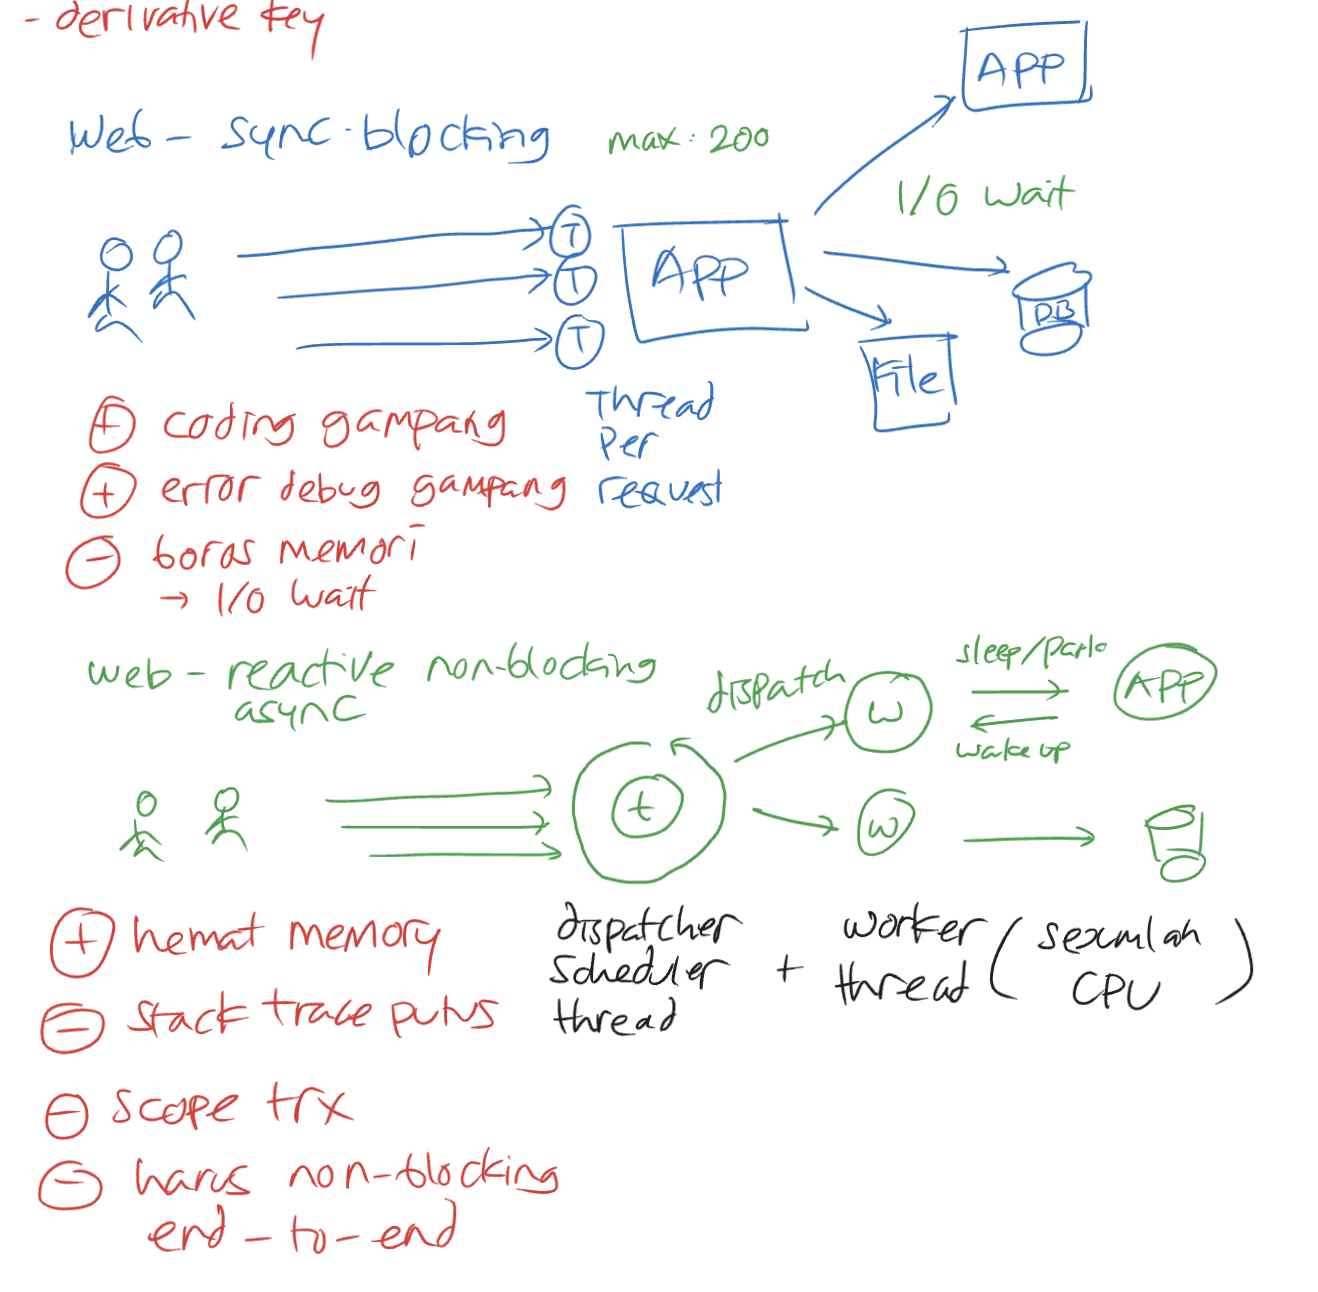 - derivative key
APP
Web - sync-blocking
max: 200
I/O wait
T
T
T
APP
DB
File
Thread
Per
request
+ coding gampang
+ error debug gampang
- boros memori
→ I/O wait
web - reactive non-blocking
async
dispatch
W
sleep/park
wake up
APP
t
W
+ hemat memory
- stack trace putus
- scope trx
- harus non-blocking
end-to-end
dispatcher
scheduler
thread
+
worker
thread
( sejumlah
CPU )